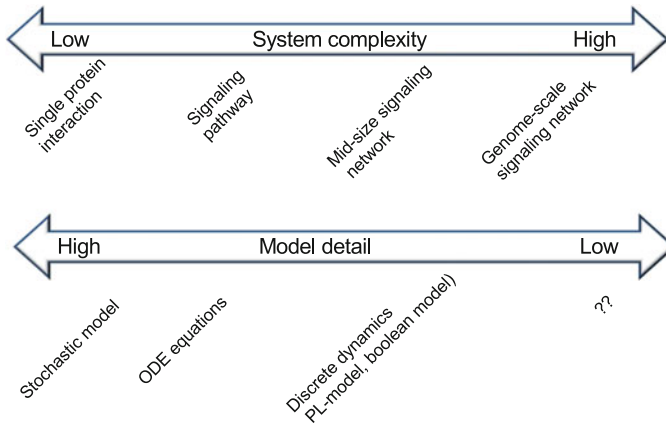 Low System complexity High
Single protein
interaction
Signaling
pathway
Mid-size signaling
network
Genome-scale
signaling network
High Model detail Low
Stochastic model
ODE equations
Discrete dynamics
PL-model, boolean model)
??